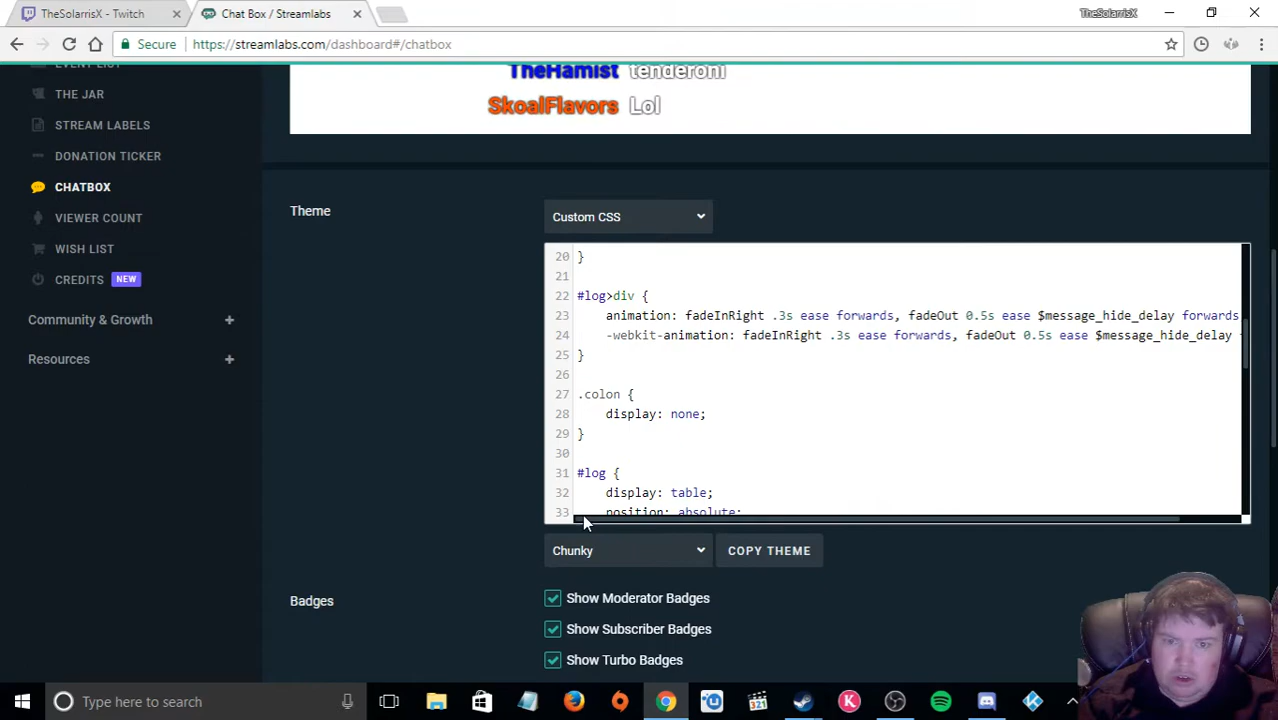 TheSolarrisX - Twitch
Chat Box / Streamlabs
TheSolarrisX
Secure
https://streamlabs.com/dashboard#/chatbox
EVENT LIST
THE JAR
STREAM LABELS
DONATION TICKER
CHATBOX
VIEWER COUNT
WISH LIST
CREDITS NEW
Community & Growth +
Resources +
TheHamist tenderoni
SkoalFlavors Lol
Theme
Custom CSS
20 }
21
22 #log>div {
23 animation: fadeInRight .3s ease forwards, fadeOut 0.5s ease $message_hide_delay forwards
24 -webkit-animation: fadeInRight .3s ease forwards, fadeOut 0.5s ease $message_hide_delay
25 }
26
27 .colon {
28 display: none;
29 }
30
31 #log {
32 display: table;
33 position: absolute;
Chunky
COPY THEME
Badges
Show Moderator Badges
Show Subscriber Badges
Show Turbo Badges
Type here to search
321